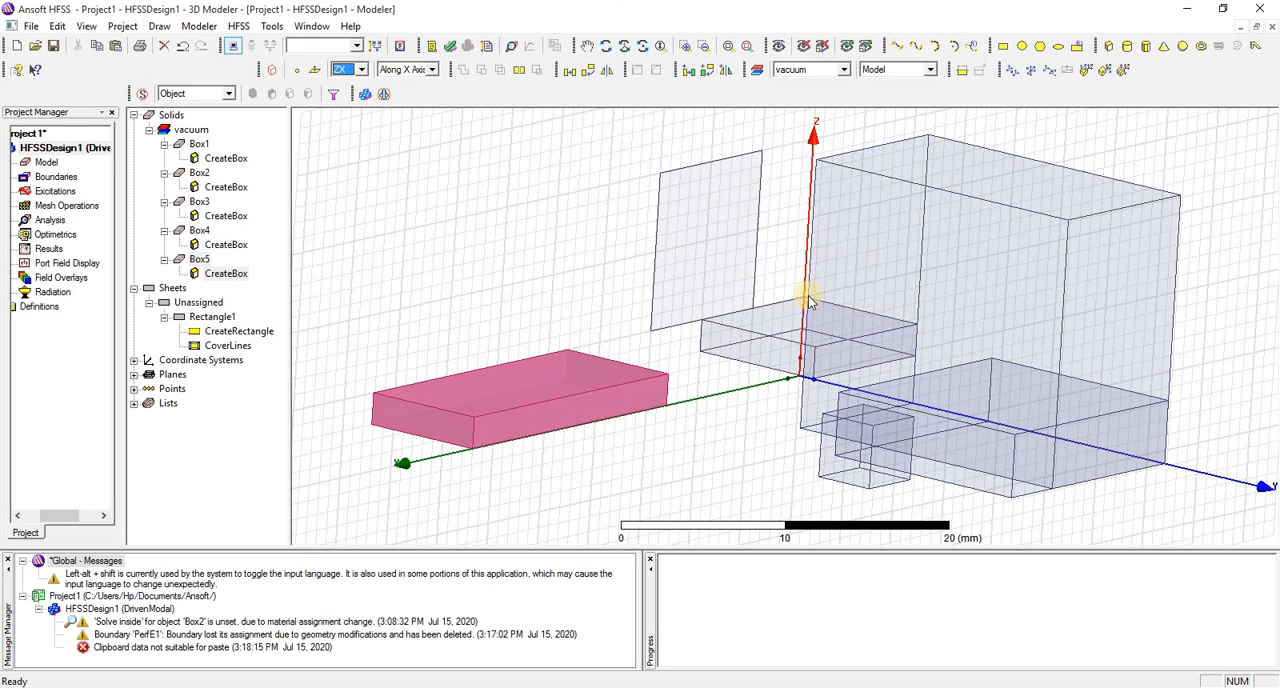 Ansoft HFSS - Project1 - HFSSDesign1 - 3D Modeler - [Project1 - HFSSDesign1 - Modeler]
File Edit View Project Draw Modeler HFSS Tools Window Help
ZX Along X Axis vacuum Model
Object
Project Manager
roject1*
HFSSDesign1 (Drive
Model
Boundaries
Excitations
Mesh Operations
Analysis
Optimetrics
Results
Port Field Display
Field Overlays
Radiation
Definitions
Project
Solids
vacuum
Box1
CreateBox
Box2
CreateBox
Box3
CreateBox
Box4
CreateBox
Box5
CreateBox
Sheets
Unassigned
Rectangle1
CreateRectangle
CoverLines
Coordinate Systems
Planes
Points
Lists
Z
0 10 20 (mm)
Message Manager
*Global - Messages
Left-alt + shift is currently used by the system to toggle the input language. It is also used in some portions of this application, which may cause the
input language to change unexpectedly.
Project1 (C:/Users/Hp/Documents/Ansoft/)
HFSSDesign1 (DrivenModal)
'Solve inside' for object 'Box2' is unset, due to material assignment change. (3:08:32 PM Jul 15, 2020)
Boundary 'PerfE1': Boundary lost its assignment due to geometry modifications and has been deleted. (3:17:02 PM Jul 15, 2020)
Clipboard data not suitable for paste (3:18:15 PM Jul 15, 2020)
Progress
Ready
NUM